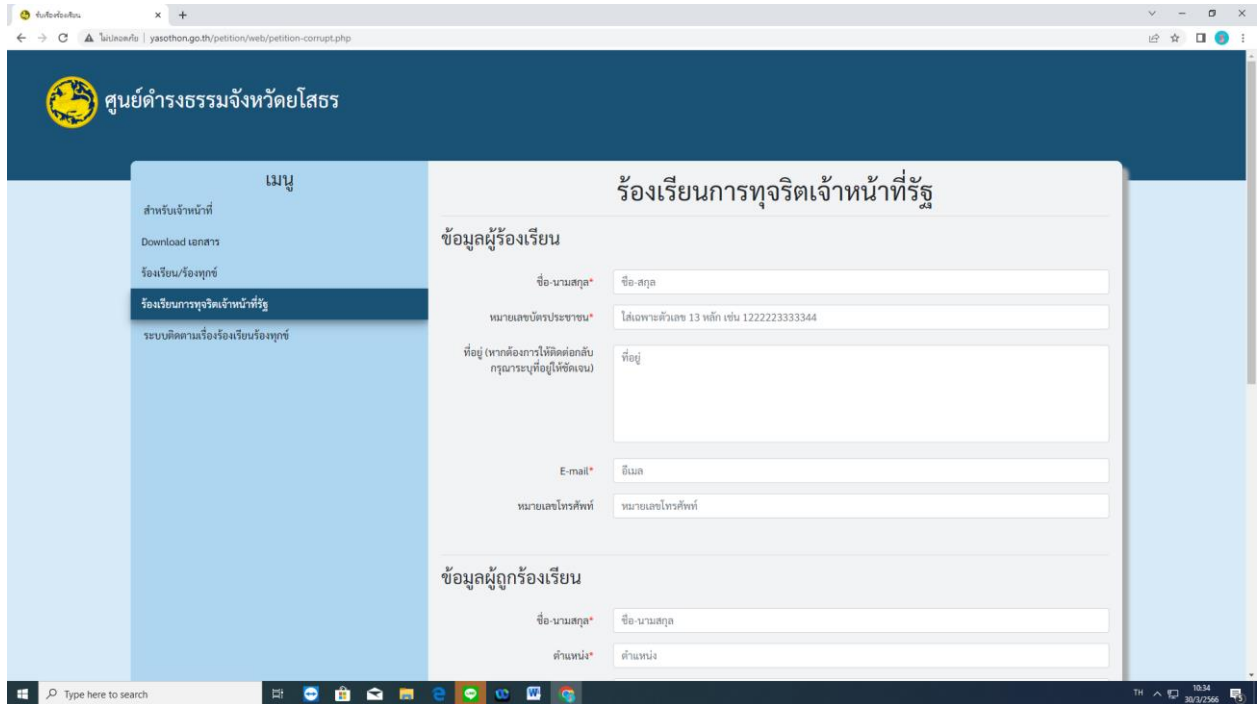 รับเรื่องร้องเรียน
ไม่ปลอดภัย | yasothon.go.th/petition/web/petition-corrupt.php
ศูนย์ดำรงธรรมจังหวัดยโสธร
เมนู
สำหรับเจ้าหน้าที่
Download เอกสาร
ร้องเรียน/ร้องทุกข์
ร้องเรียนการทุจริตเจ้าหน้าที่รัฐ
ระบบติดตามเรื่องร้องเรียนร้องทุกข์
ร้องเรียนการทุจริตเจ้าหน้าที่รัฐ
ข้อมูลผู้ร้องเรียน
ชื่อ-นามสกุล* ชื่อ-สกุล
หมายเลขบัตรประชาชน* ใส่เฉพาะตัวเลข 13 หลัก เช่น 1222223333344
ที่อยู่ (หากต้องการให้ติดต่อกลับ ที่อยู่
กรุณาระบุที่อยู่ให้ชัดเจน)
E-mail* อีเมล
หมายเลขโทรศัพท์ หมายเลขโทรศัพท์
ข้อมูลผู้ถูกร้องเรียน
ชื่อ-นามสกุล* ชื่อ-นามสกุล
ตำแหน่ง* ตำแหน่ง
Type here to search
TH 10:34
30/3/2566